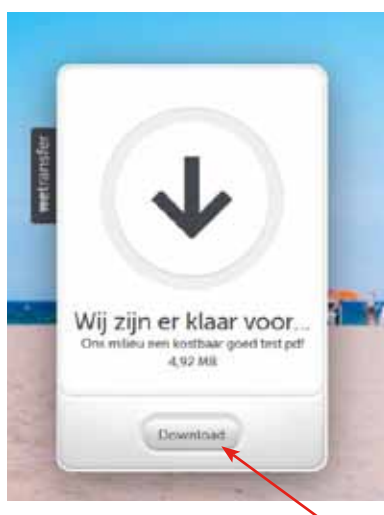 wetransfer
Wij zijn er klaar voor...
Ons milieu een kostbaar goed test pdf!
4,92 MB
Download